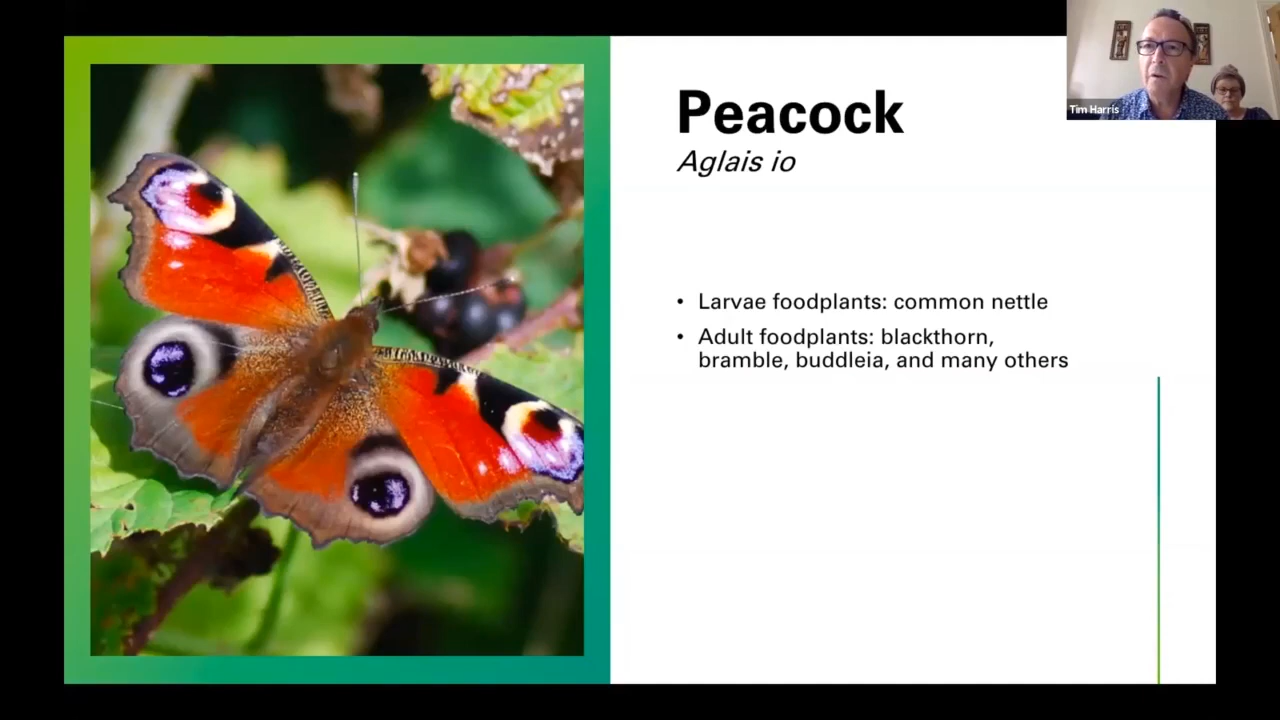 Peacock
Aglais io
• Larvae foodplants: common nettle
• Adult foodplants: blackthorn,
bramble, buddleia, and many others
Tim Harris